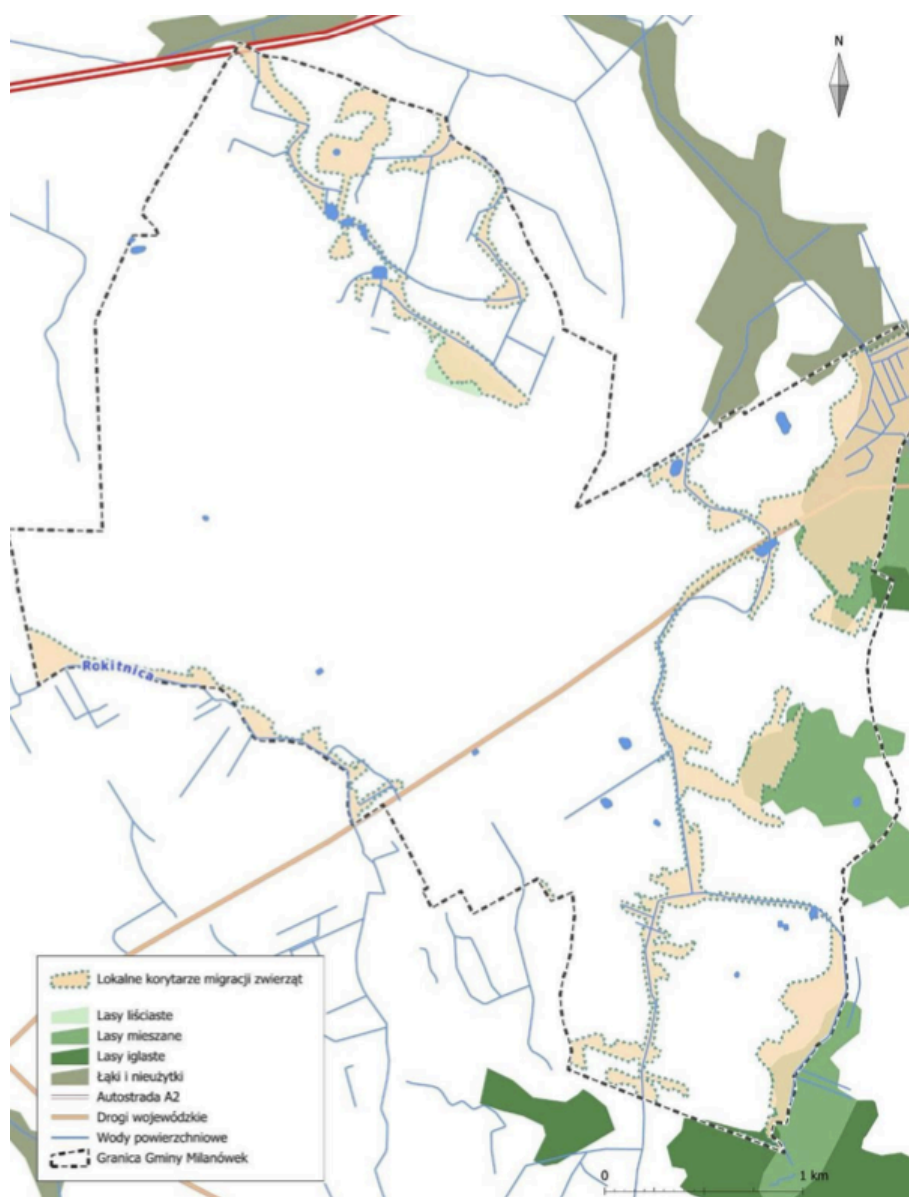 N
Rokitnica
Lokalne korytarze migracji zwierząt
Lasy liściaste
Lasy mieszane
Lasy iglaste
Łąki i nieużytki
Autostrada A2
Drogi wojewódzkie
Wody powierzchniowe
Granica Gminy Milanówek
0 1 km